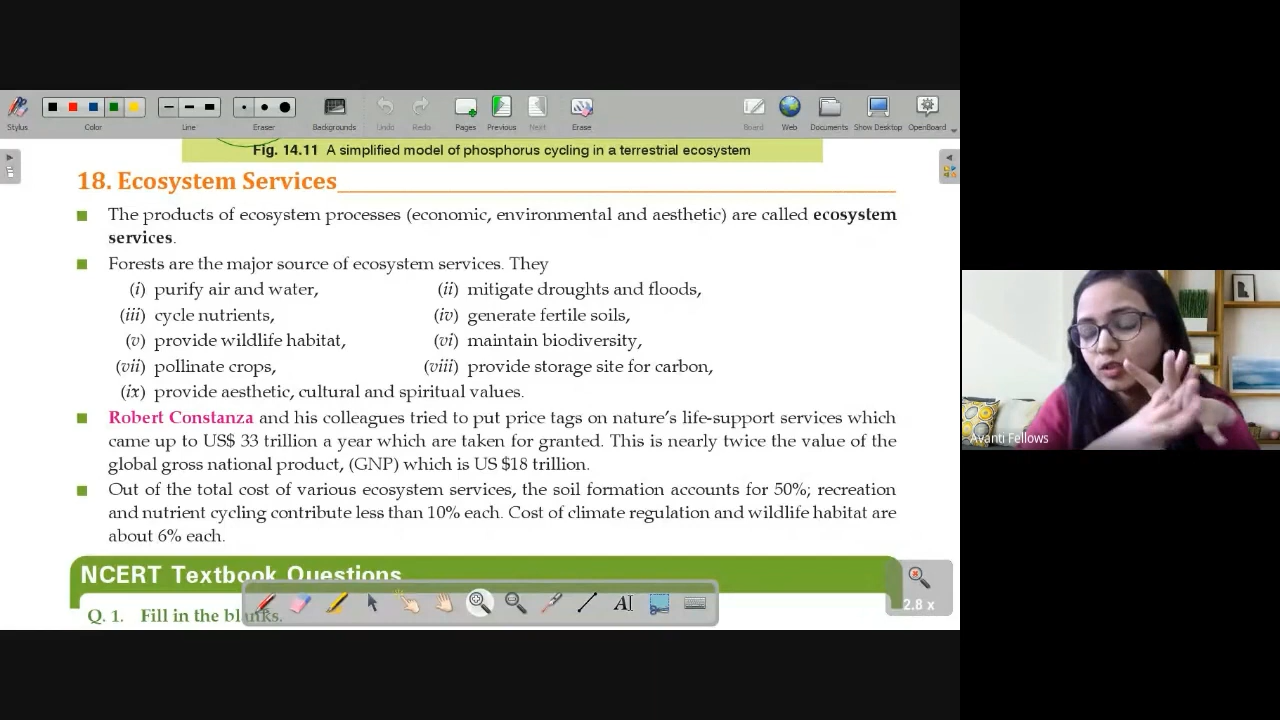 Stylus
Color
Line
Eraser
Backgrounds
Undo
Redo
Pages
Previous
Next
Erase
Board
Web
Documents
Show Desktop
OpenBoard
Fig. 14.11 A simplified model of phosphorus cycling in a terrestrial ecosystem
18. Ecosystem Services
The products of ecosystem processes (economic, environmental and aesthetic) are called ecosystem
services.
Forests are the major source of ecosystem services. They
(i) purify air and water, (ii) mitigate droughts and floods,
(iii) cycle nutrients, (iv) generate fertile soils,
(v) provide wildlife habitat, (vi) maintain biodiversity,
(vii) pollinate crops, (viii) provide storage site for carbon,
(ix) provide aesthetic, cultural and spiritual values.
Robert Constanza and his colleagues tried to put price tags on nature's life-support services which
came up to US$ 33 trillion a year which are taken for granted. This is nearly twice the value of the
global gross national product, (GNP) which is US $18 trillion.
Out of the total cost of various ecosystem services, the soil formation accounts for 50%; recreation
and nutrient cycling contribute less than 10% each. Cost of climate regulation and wildlife habitat are
about 6% each.
NCERT Textbook Questions
Q. 1. Fill in the blanks.
2.8 x
Avanti Fellows